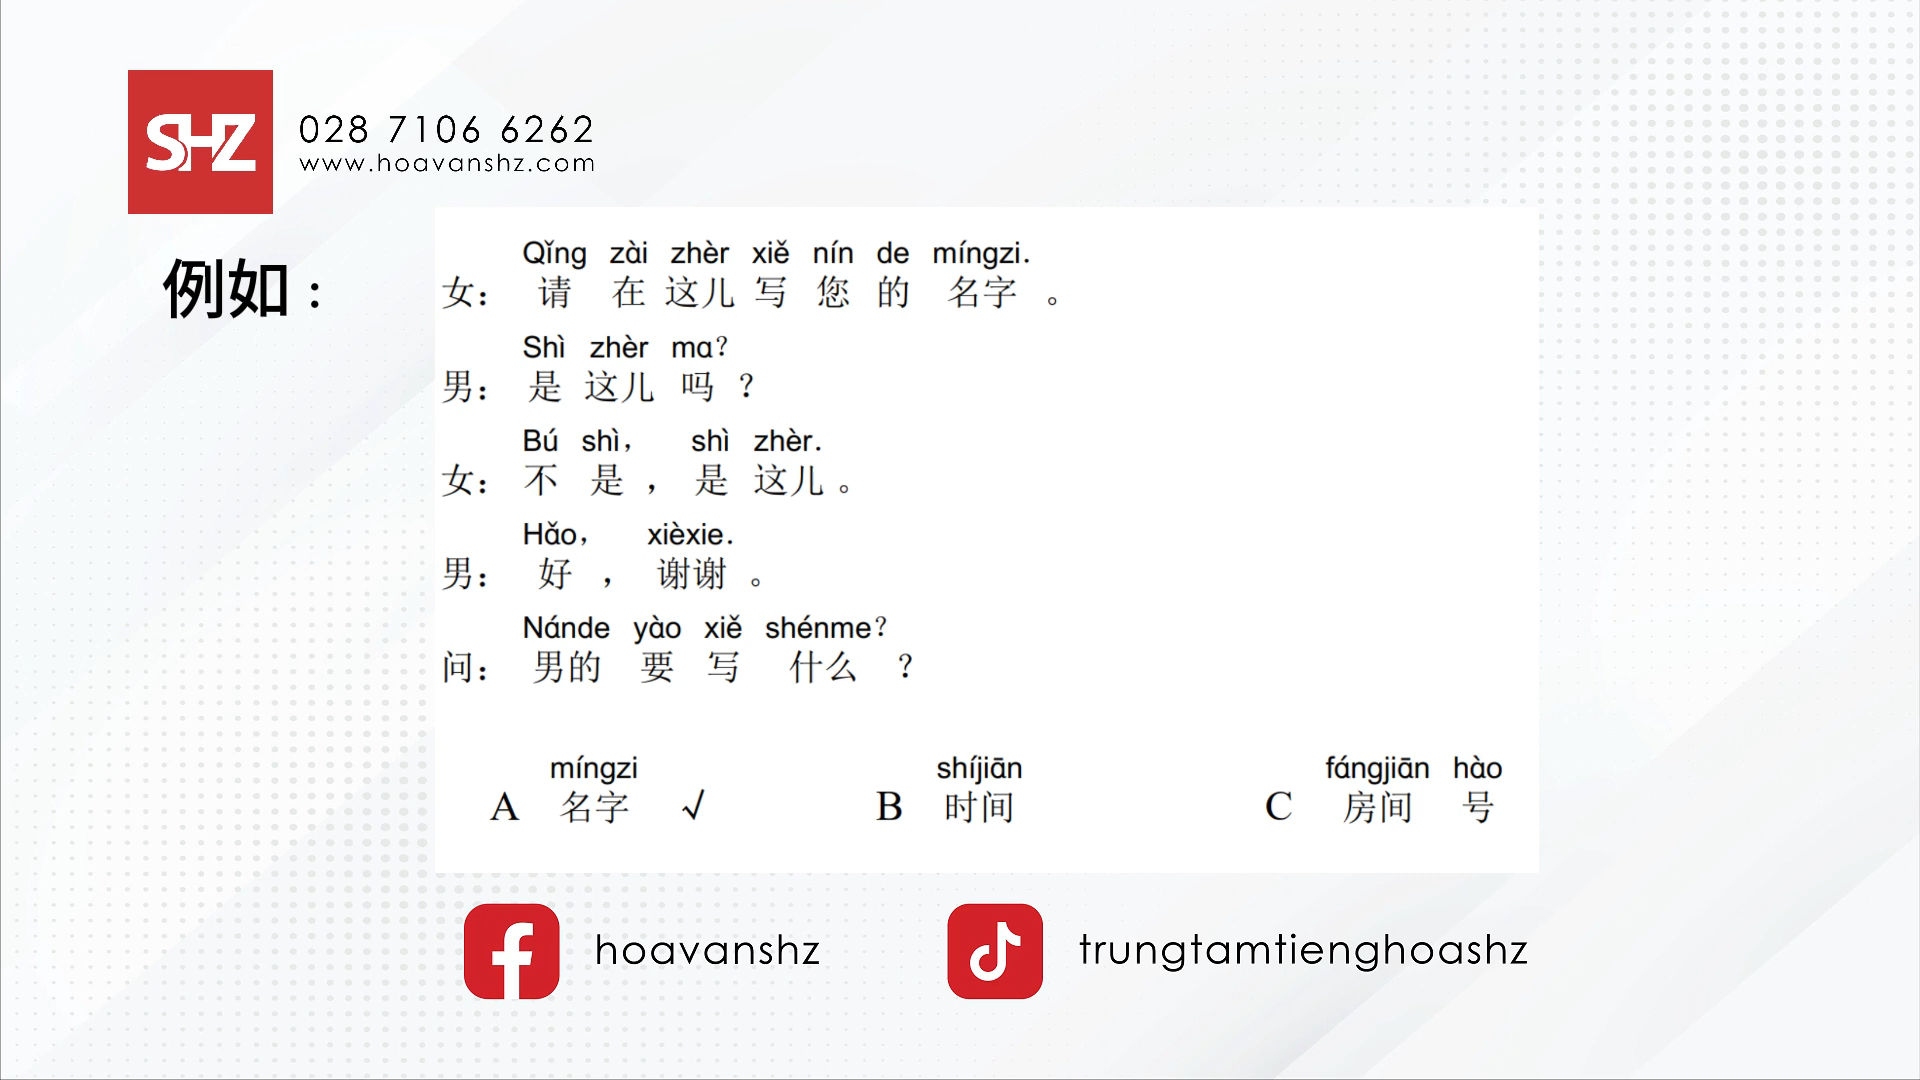 SHZ
028 7106 6262
www.hoavanshz.com
例如：
Qǐng zài zhèr xiě nín de míngzi.
女： 请 在 这儿 写 您 的 名字 。
Shì zhèr ma?
男： 是 这儿 吗 ？
Bú shì, shì zhèr.
女： 不 是 ， 是 这儿 。
Hǎo, xièxie.
男： 好 ， 谢谢 。
Nánde yào xiě shénme?
问： 男的 要 写 什么 ？
míngzi shíjiān fángjiān hào
A 名字 √ B 时间 C 房间 号
hoavanshz
trungtamtienghoashz